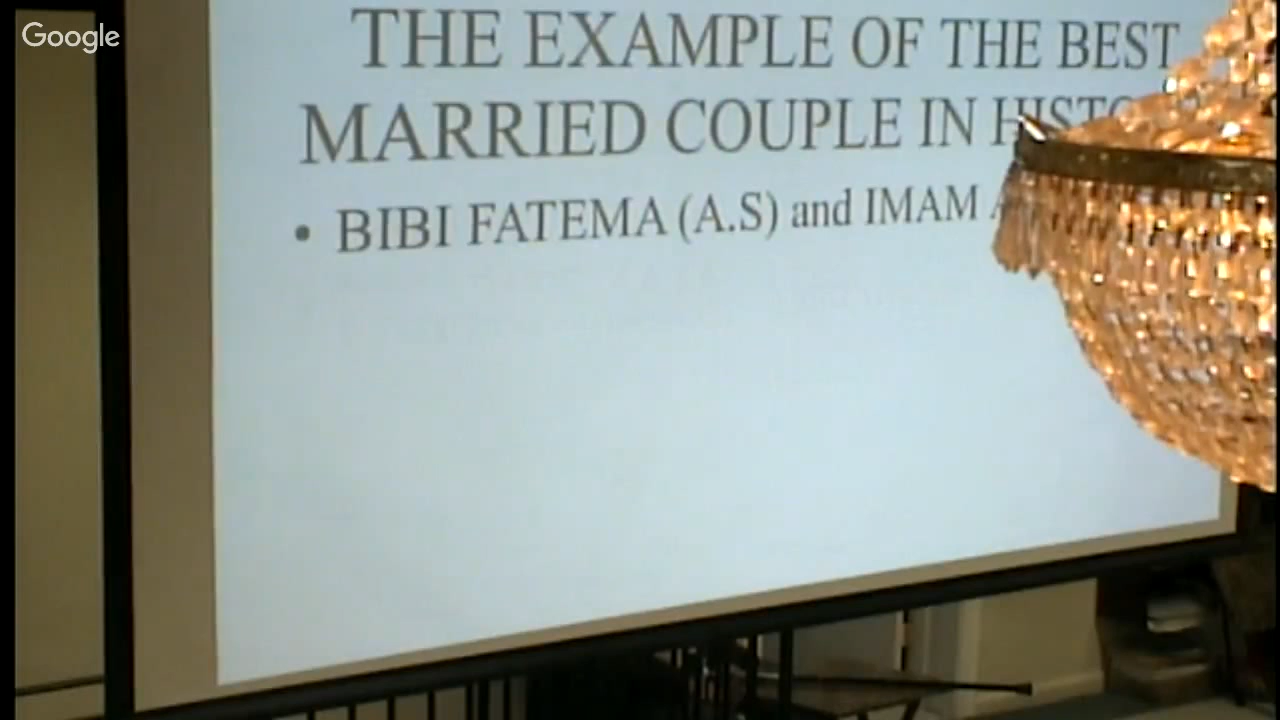 Google
THE EXAMPLE OF THE BEST
MARRIED COUPLE IN
• BIBI FATEMA (A.S) and IMAM